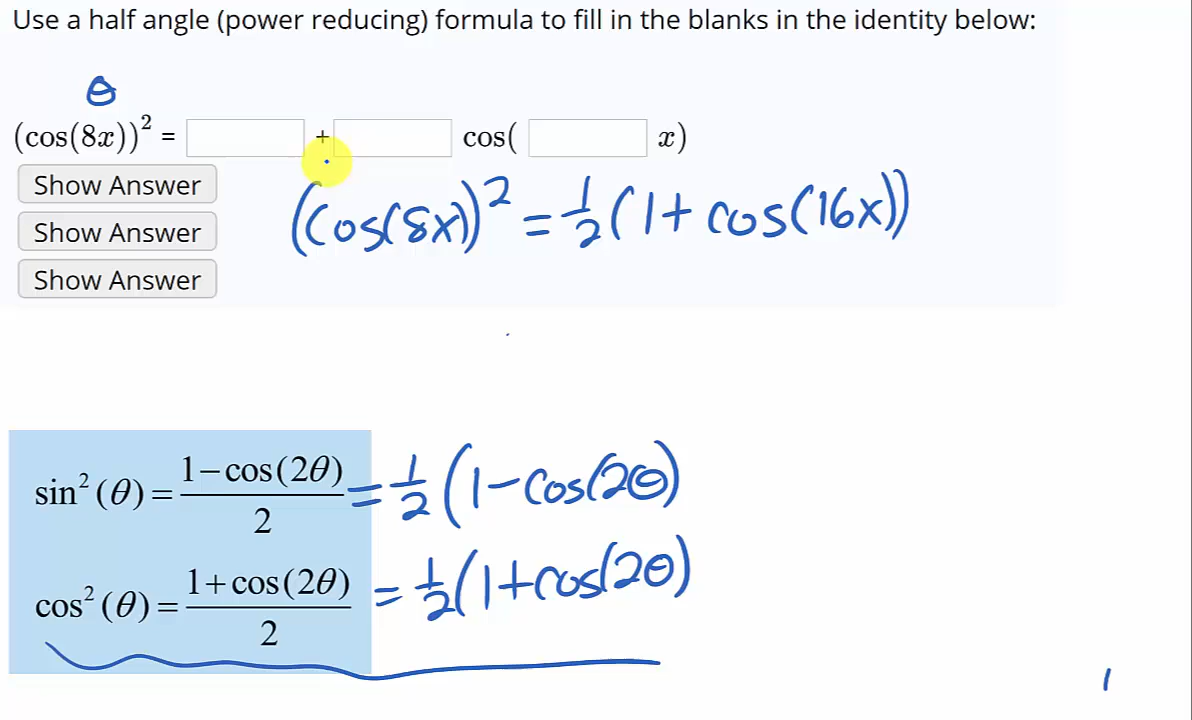 Use a half angle (power reducing) formula to fill in the blanks in the identity below:
θ
(cos(8x))² = + cos( x)
Show Answer
Show Answer
Show Answer
(cos(8x))² = 1/2 (1 + cos(16x))
sin²(θ) = 1−cos(2θ)/2 = 1/2 (1 − cos(2θ)
cos²(θ) = 1+cos(2θ)/2 = 1/2 (1 + cos(2θ)